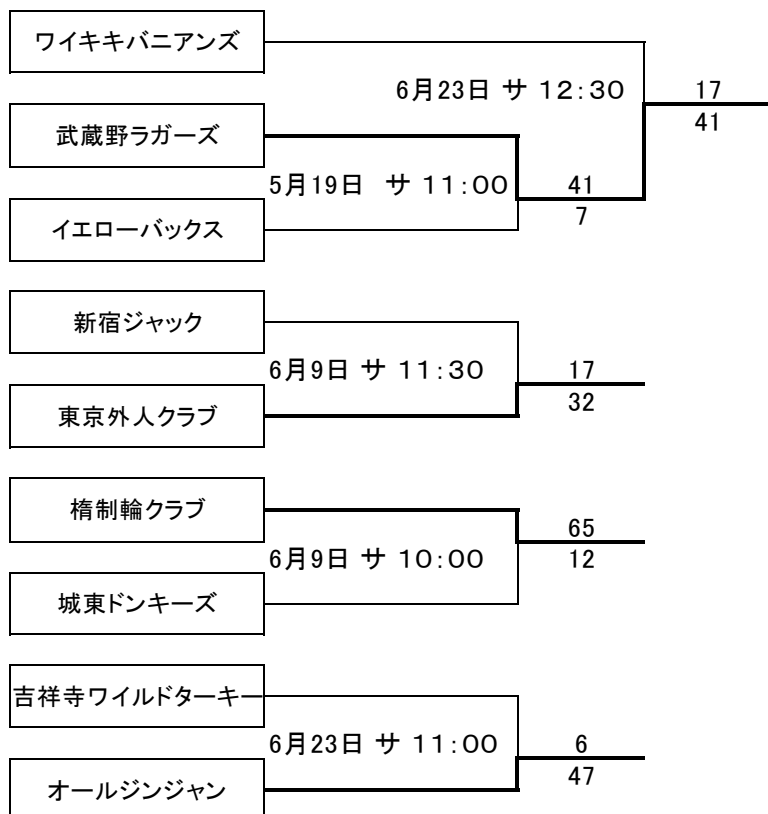 ワイキキバニアンズ
6月23日 サ 12:30
17
41
武蔵野ラガーズ
5月19日 サ 11:00
41
7
イエローバックス
新宿ジャック
6月9日 サ 11:30
17
32
東京外人クラブ
楕制輪クラブ
65
6月9日 サ 10:00
12
城東ドンキーズ
吉祥寺ワイルドターキー
6月23日 サ 11:00
6
47
オールジンジャン